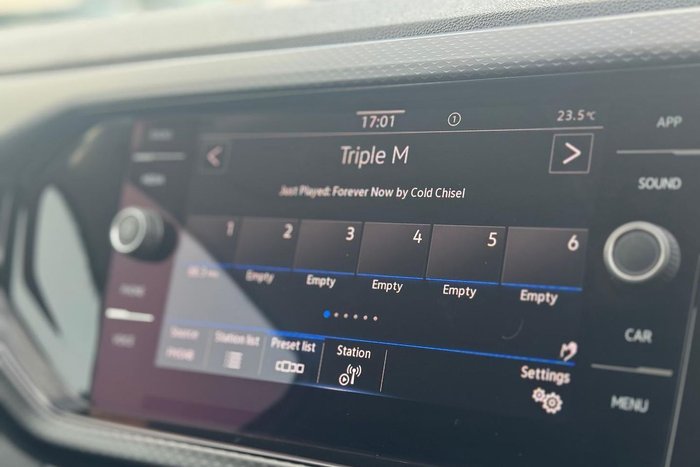 17:01
23.5°C
APP
Triple M
SOUND
Just Played: Forever Now by Cold Chisel
1 2 3 4 5 6
Empty Empty Empty Empty Empty
Source Station list Preset list Station
Settings
CAR
MENU